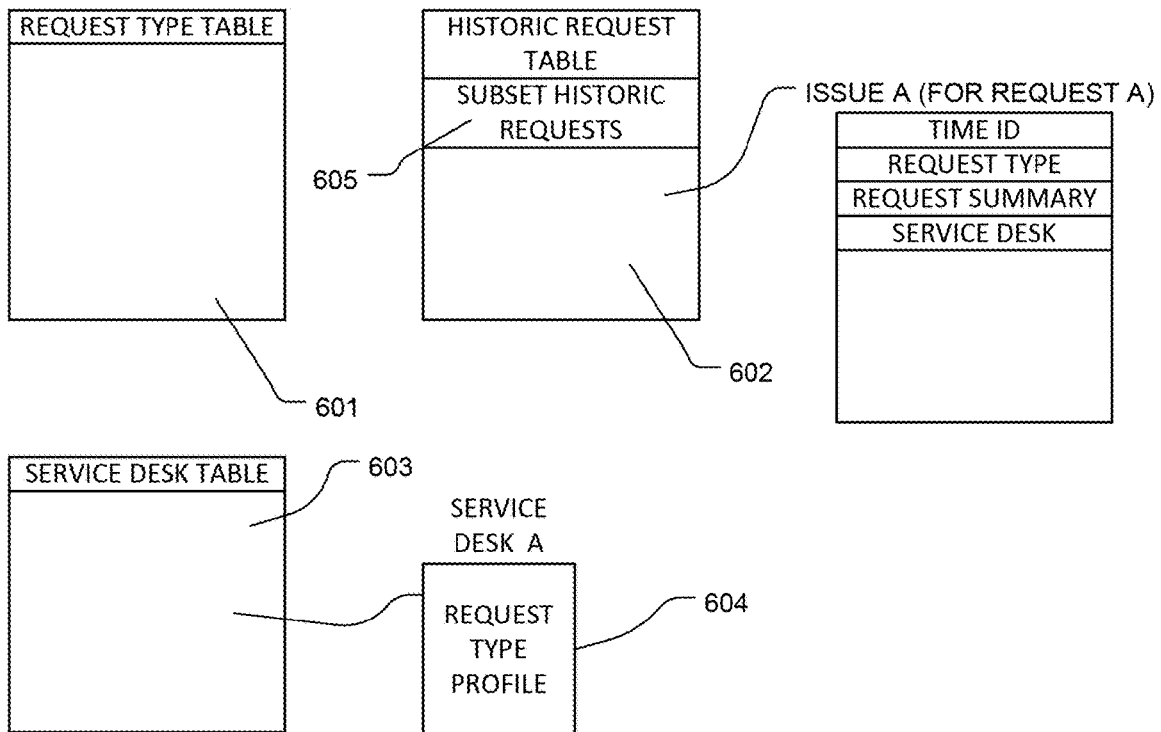 REQUEST TYPE TABLE
HISTORIC REQUEST
TABLE
SUBSET HISTORIC
REQUESTS
605
602
601
ISSUE A (FOR REQUEST A)
TIME ID
REQUEST TYPE
REQUEST SUMMARY
SERVICE DESK
SERVICE DESK TABLE
603
SERVICE
DESK A
REQUEST
TYPE
PROFILE
604